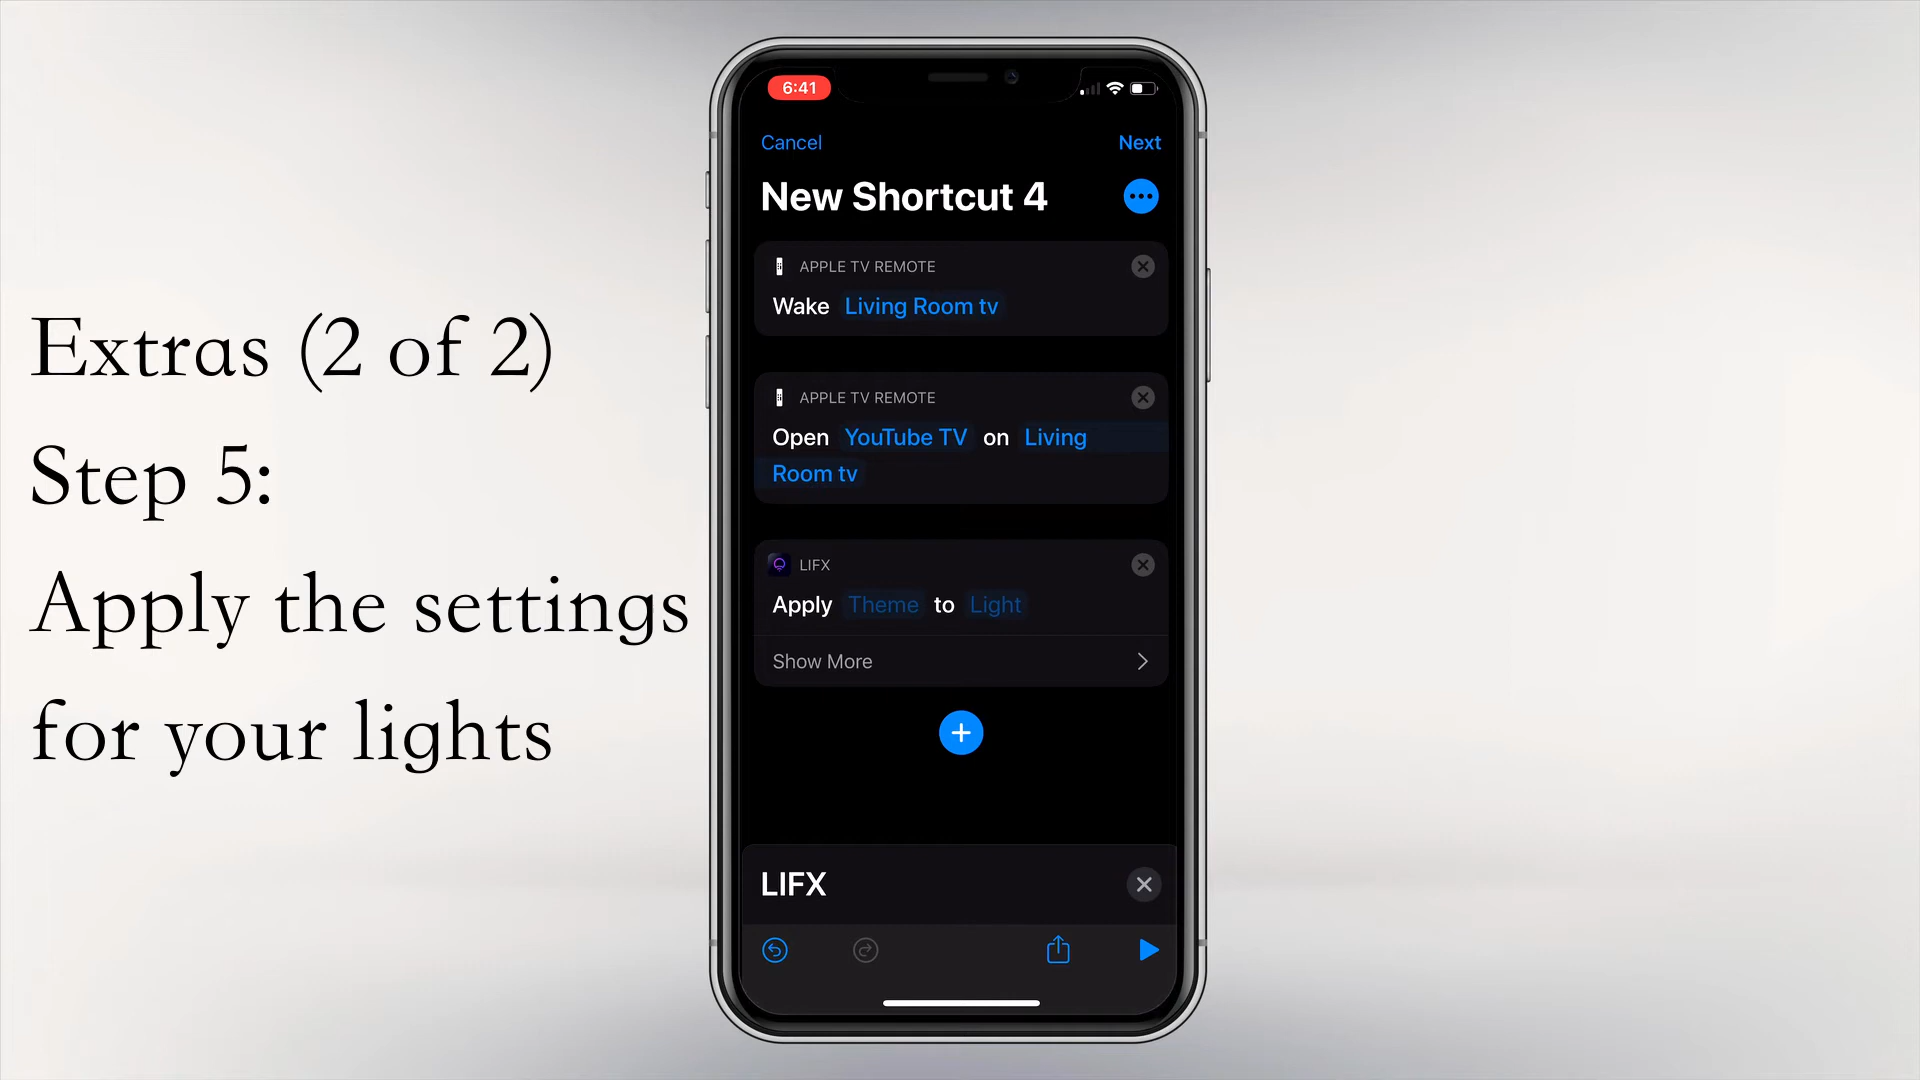 Extras (2 of 2)
Step 5:
Apply the settings
for your lights
6:41
Cancel
Next
New Shortcut 4
APPLE TV REMOTE
Wake Living Room tv
APPLE TV REMOTE
Open YouTube TV on Living
Room tv
LIFX
Apply Theme to Light
Show More
LIFX